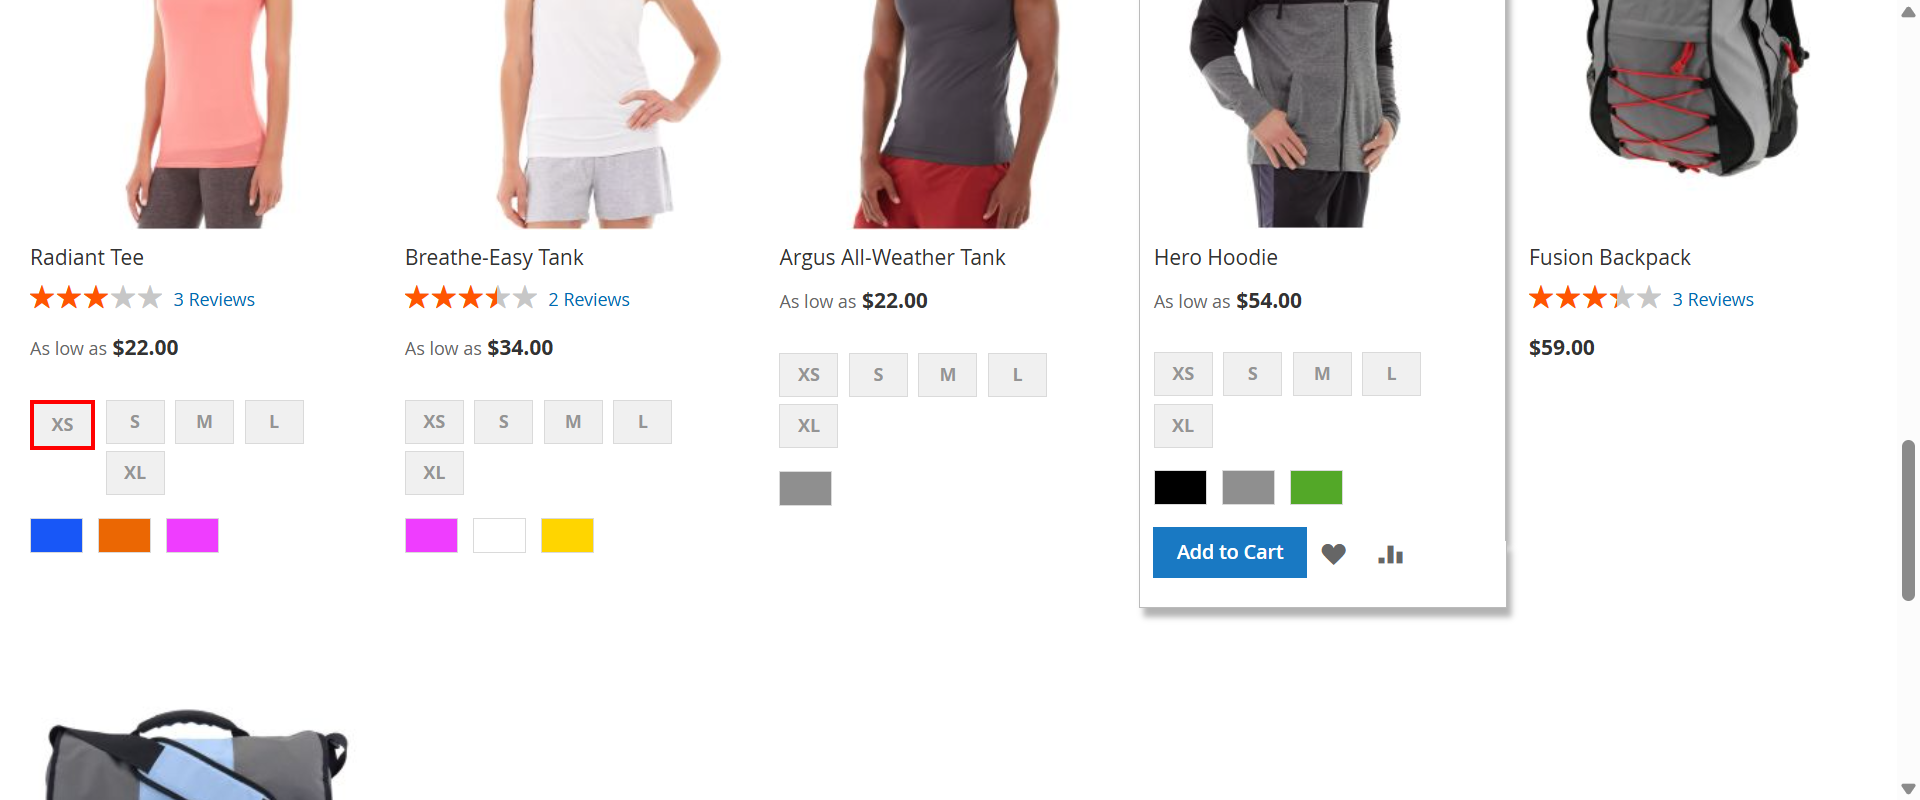 Radiant Tee
3 Reviews
As low as $22.00
XS S M L
XL
Breathe-Easy Tank
2 Reviews
As low as $34.00
XS S M L
XL
Argus All-Weather Tank
As low as $22.00
XS S M L
XL
Hero Hoodie
As low as $54.00
XS S M L
XL
Add to Cart
Fusion Backpack
3 Reviews
$59.00